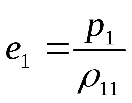 e₁ = p₁ / ρ₁₁